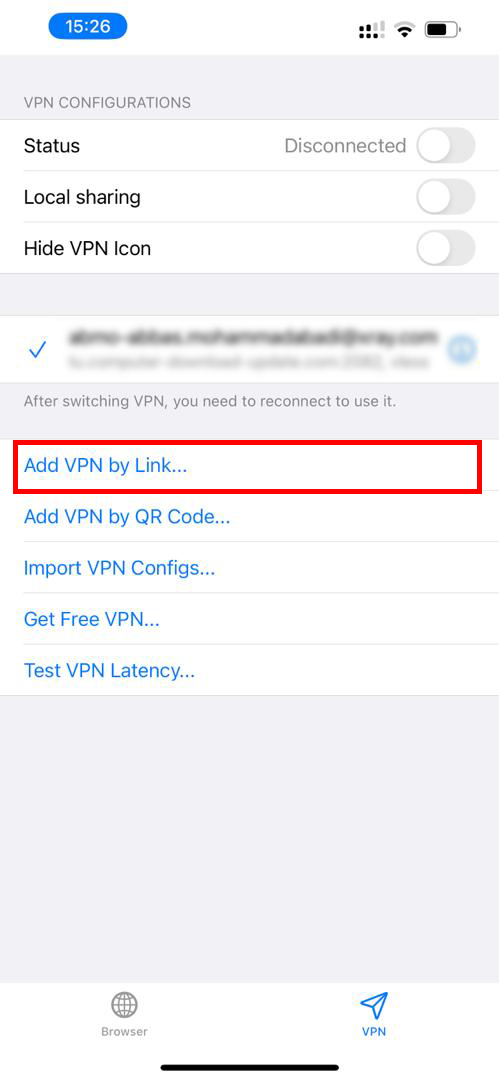 15:26
VPN CONFIGURATIONS
Status Disconnected
Local sharing
Hide VPN Icon
After switching VPN, you need to reconnect to use it.
Add VPN by Link...
Add VPN by QR Code...
Import VPN Configs...
Get Free VPN...
Test VPN Latency...
Browser VPN